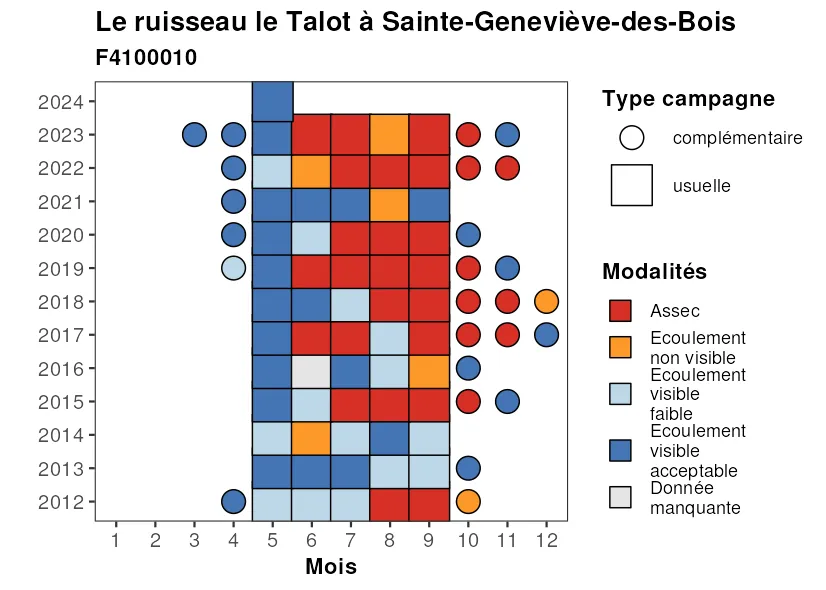 Le ruisseau le Talot à Sainte-Geneviève-des-Bois
F4100010
2024
2023
2022
2021
2020
2019
2018
2017
2016
2015
2014
2013
2012
1 2 3 4 5 6 7 8 9 10 11 12
Mois
Type campagne
complémentaire
usuelle
Modalités
Assec
Ecoulement
non visible
Ecoulement
visible
faible
Ecoulement
visible
acceptable
Donnée
manquante